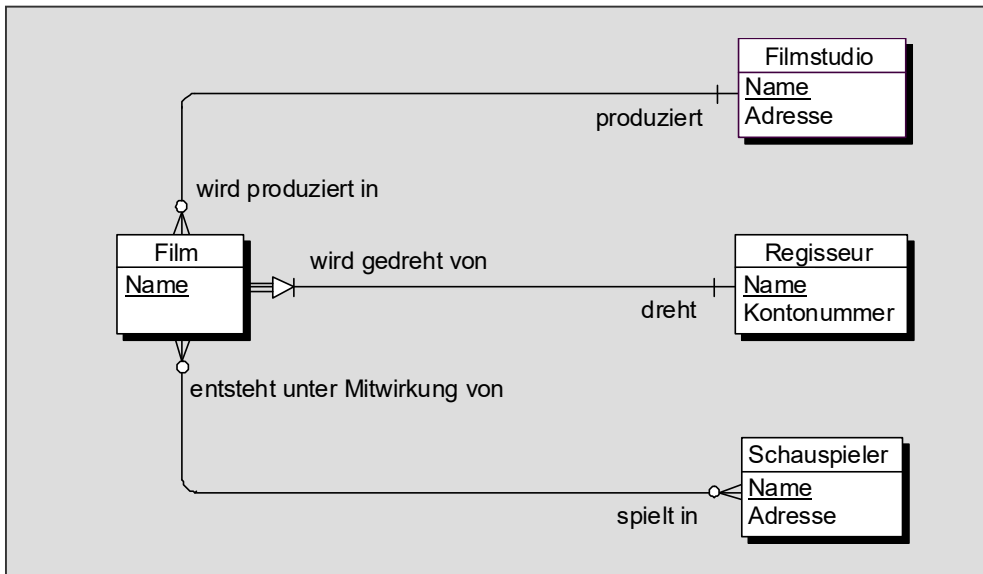 Filmstudio
Name
Adresse
produziert
wird produziert in
Film
Name
wird gedreht von
dreht
Regisseur
Name
Kontonummer
entsteht unter Mitwirkung von
spielt in
Schauspieler
Name
Adresse